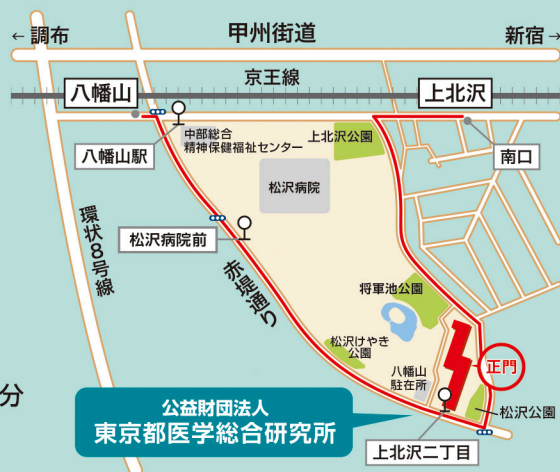 ← 調布
甲州街道
新宿 →
京王線
八幡山
上北沢
八幡山駅
中部総合
精神保健福祉センター
上北沢公園
南口
松沢病院
環状8号線
松沢病院前
赤堤通り
将軍池公園
松沢けやき
公園
八幡山
駐在所
正門
分
公益財団法人
東京都医学総合研究所
松沢公園
上北沢二丁目